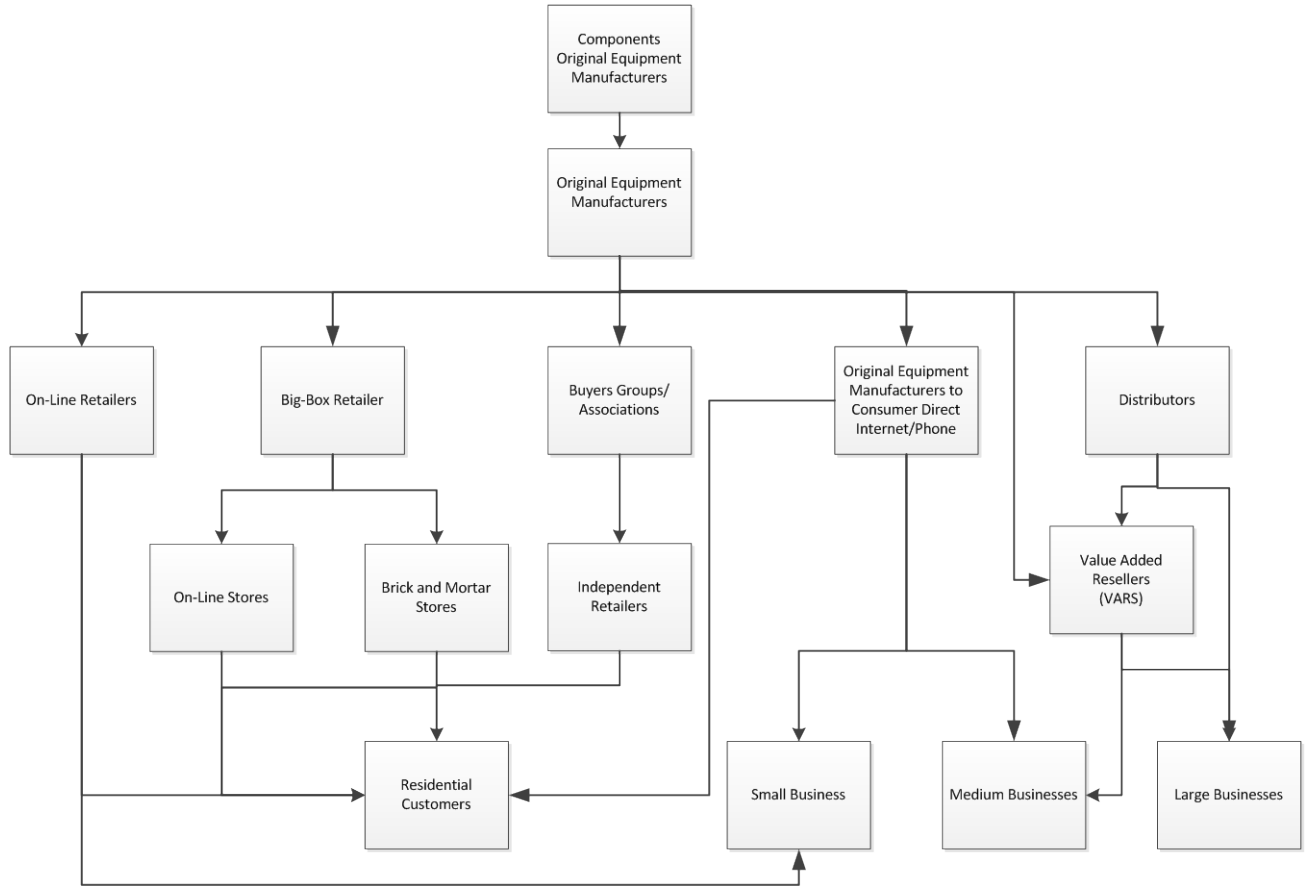 Components
Original Equipment
Manufacturers
Original Equipment
Manufacturers
On-Line Retailers
Big-Box Retailer
Buyers Groups/
Associations
Original Equipment
Manufacturers to
Consumer Direct
Internet/Phone
Distributors
On-Line Stores
Brick and Mortar
Stores
Independent
Retailers
Value Added
Resellers
(VARS)
Residential
Customers
Small Business
Medium Businesses
Large Businesses